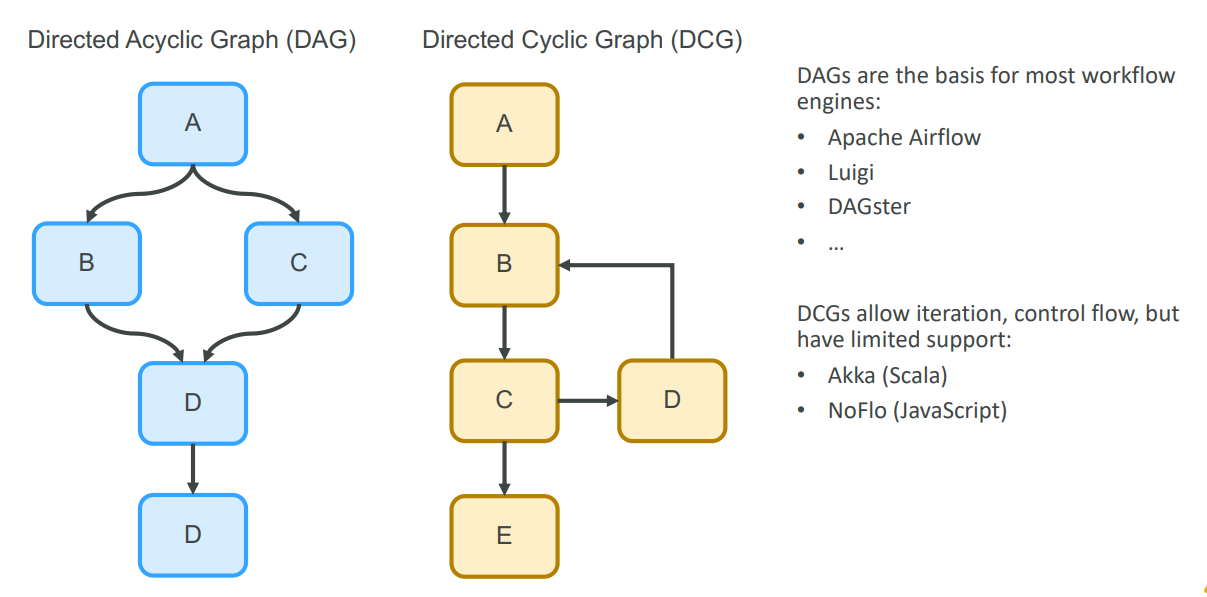 Directed Acyclic Graph (DAG)
A
B
C
D
D
Directed Cyclic Graph (DCG)
A
B
C
D
E
DAGs are the basis for most workflow
engines:
• Apache Airflow
• Luigi
• DAGster
• ...
DCGs allow iteration, control flow, but
have limited support:
• Akka (Scala)
• NoFlo (JavaScript)